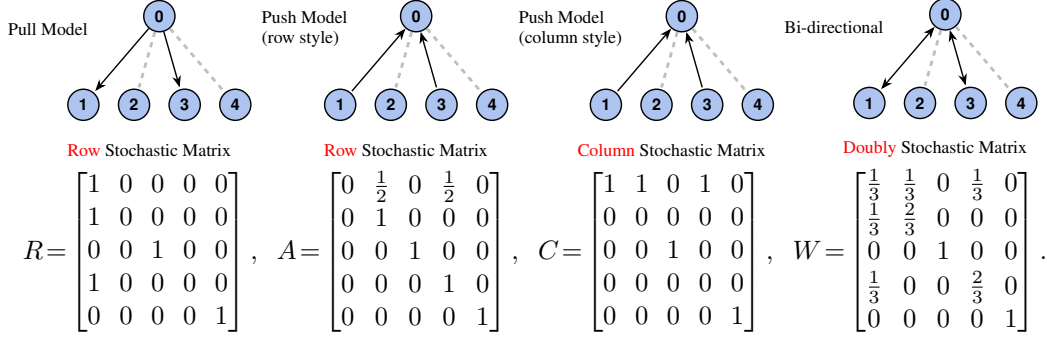 Pull Model
0
1 2 3 4
Row Stochastic Matrix
R = [1 0 0 0 0
1 0 0 0 0
0 0 1 0 0
1 0 0 0 0
0 0 0 0 1] ,
Push Model
(row style)
0
1 2 3 4
Row Stochastic Matrix
A = [0 1/2 0 1/2 0
0 1 0 0 0
0 0 1 0 0
0 0 0 1 0
0 0 0 0 1] ,
Push Model
(column style)
0
1 2 3 4
Column Stochastic Matrix
C = [1 1 0 1 0
0 0 0 0 0
0 0 1 0 0
0 0 0 0 0
0 0 0 0 1] ,
Bi-directional
0
1 2 3 4
Doubly Stochastic Matrix
W = [1/3 1/3 0 1/3 0
1/3 2/3 0 0 0
0 0 1 0 0
1/3 0 0 2/3 0
0 0 0 0 1] .